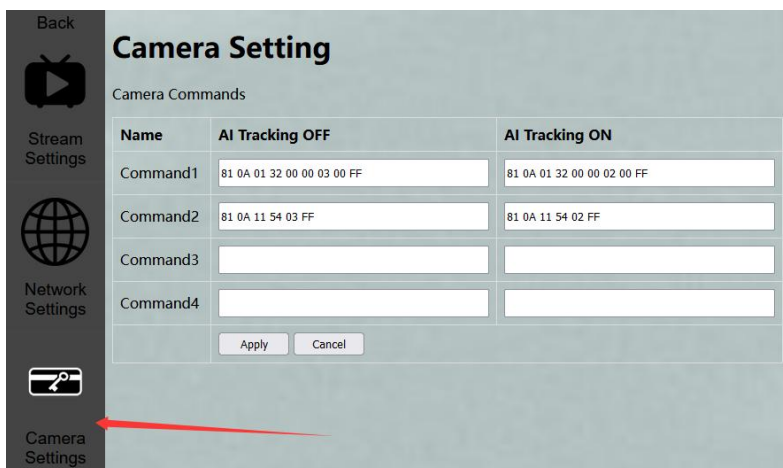 Back
Stream
Settings
Network
Settings
Camera
Settings
Camera Setting
Camera Commands
Name AI Tracking OFF AI Tracking ON
Command1 81 0A 01 32 00 00 03 00 FF 81 0A 01 32 00 00 02 00 FF
Command2 81 0A 11 54 03 FF 81 0A 11 54 02 FF
Command3
Command4
Apply Cancel